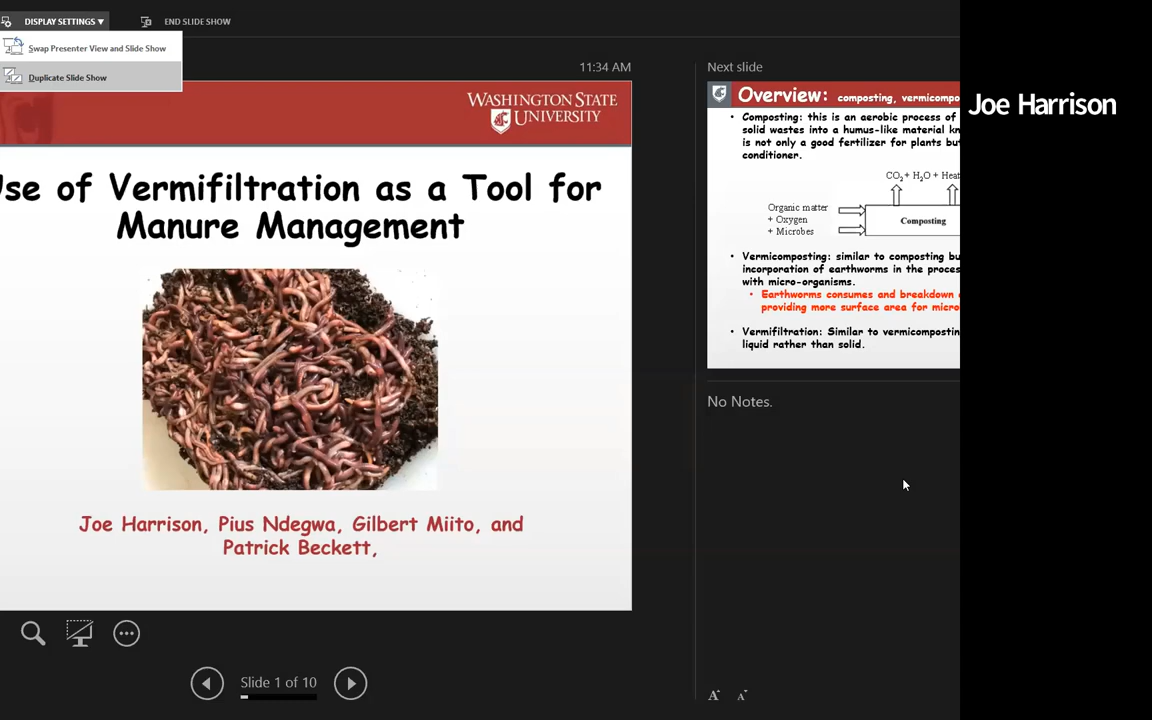 DISPLAY SETTINGS ▼
END SLIDE SHOW
Swap Presenter View and Slide Show
Duplicate Slide Show
11:34 AM
WASHINGTON STATE
UNIVERSITY
se of Vermifiltration as a Tool for
Manure Management
Joe Harrison, Pius Ndegwa, Gilbert Miito, and
Patrick Beckett,
Slide 1 of 10
Next slide
Overview: composting, vermicompo
• Composting: this is an aerobic process of
solid wastes into a humus-like material kn
is not only a good fertilizer for plants bu
conditioner.
CO2 + H2O + Heat
Organic matter
+ Oxygen
+ Microbes
Composting
• Vermicomposting: similar to composting bu
incorporation of earthworms in the proces
with micro-organisms.
• Earthworms consumes and breakdown
providing more surface area for micro
• Vermifiltration: Similar to vermicompostin
liquid rather than solid.
No Notes.
A A
Joe Harrison